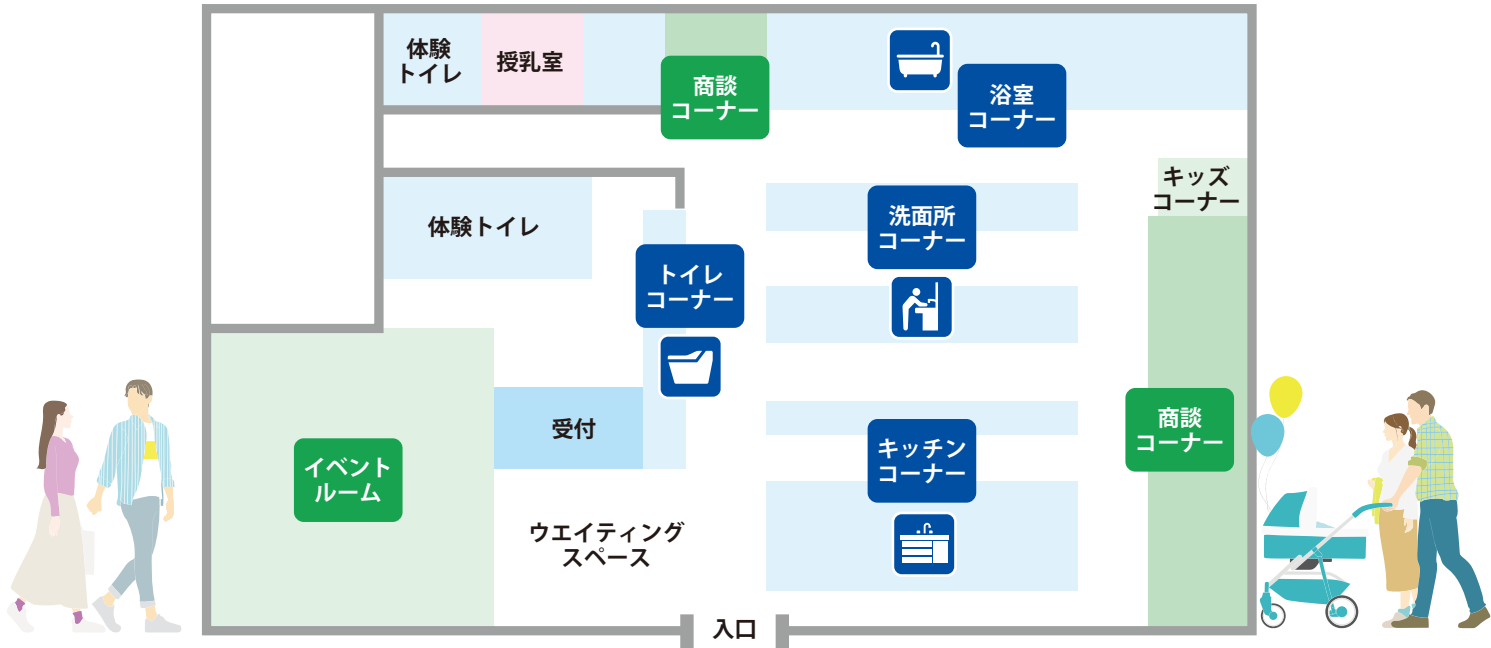 体験
トイレ
授乳室
商談
コーナー
浴室
コーナー
キッズ
コーナー
体験トイレ
洗面所
コーナー
トイレ
コーナー
受付
商談
コーナー
イベント
ルーム
キッチン
コーナー
ウエイティング
スペース
入口